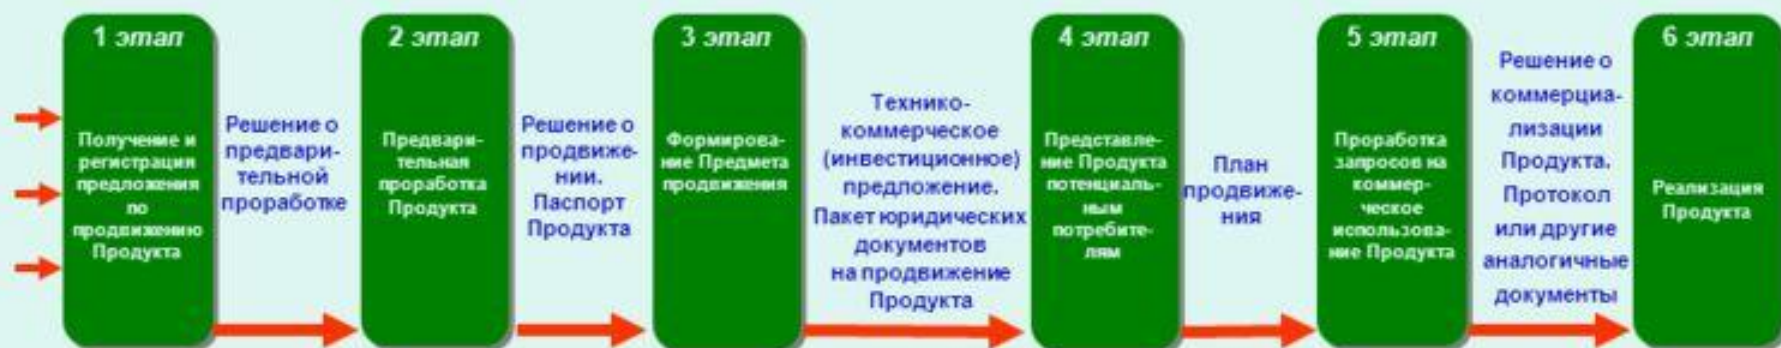 1 этап
Получение и
регистрация
предложения
по
продвижению
Продукта
Решение о
предвари-
тельной
проработке
2 этап
Предвари-
тельная
проработка
Продукта
Решение о
продвиже-
нии.
Паспорт
Продукта
3 этап
Формирова-
ние Предмета
продвижения
Технико-
коммерческое
(инвестиционное)
предложение.
Пакет юридических
документов
на продвижение
Продукта
4 этап
Представле-
ние Продукта
потенциаль-
ным
потребите-
лям
План
продвиже-
ния
5 этап
Проработка
запросов на
коммер-
ческое
использова-
ние Продукта
Решение о
коммерциа-
лизации
Продукта.
Протокол
или другие
аналогичные
документы
6 этап
Реализация
Продукта